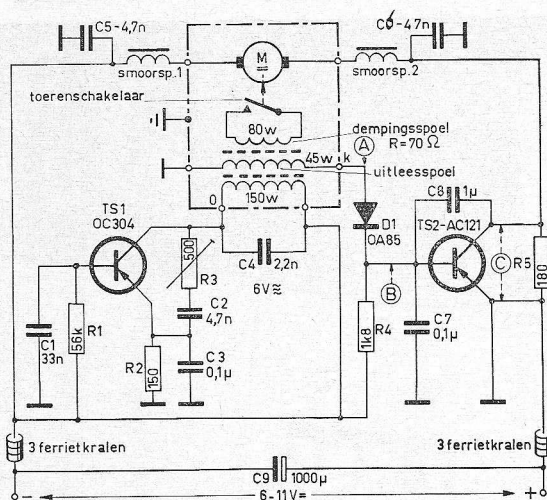 C5-4,7n
C6-4,7n
smoorsp.1
M
smoorsp.2
toerenschakelaar
80w
dempingsspoel
R=70 Ω
A
45w k
uitleesspoel
0
150w
TS1
OC304
C8 1µ
D1
OA85
TS2-AC121
500
R3
C4 2,2n
6V≈
B
C
R5
180
C1
33n
56k
R1
C2
4,7n
R2
150
C3
0,1µ
R4
1k8
C7
0,1µ
3 ferrietkralen
3 ferrietkralen
C9 1000µ
- 6-11V= +